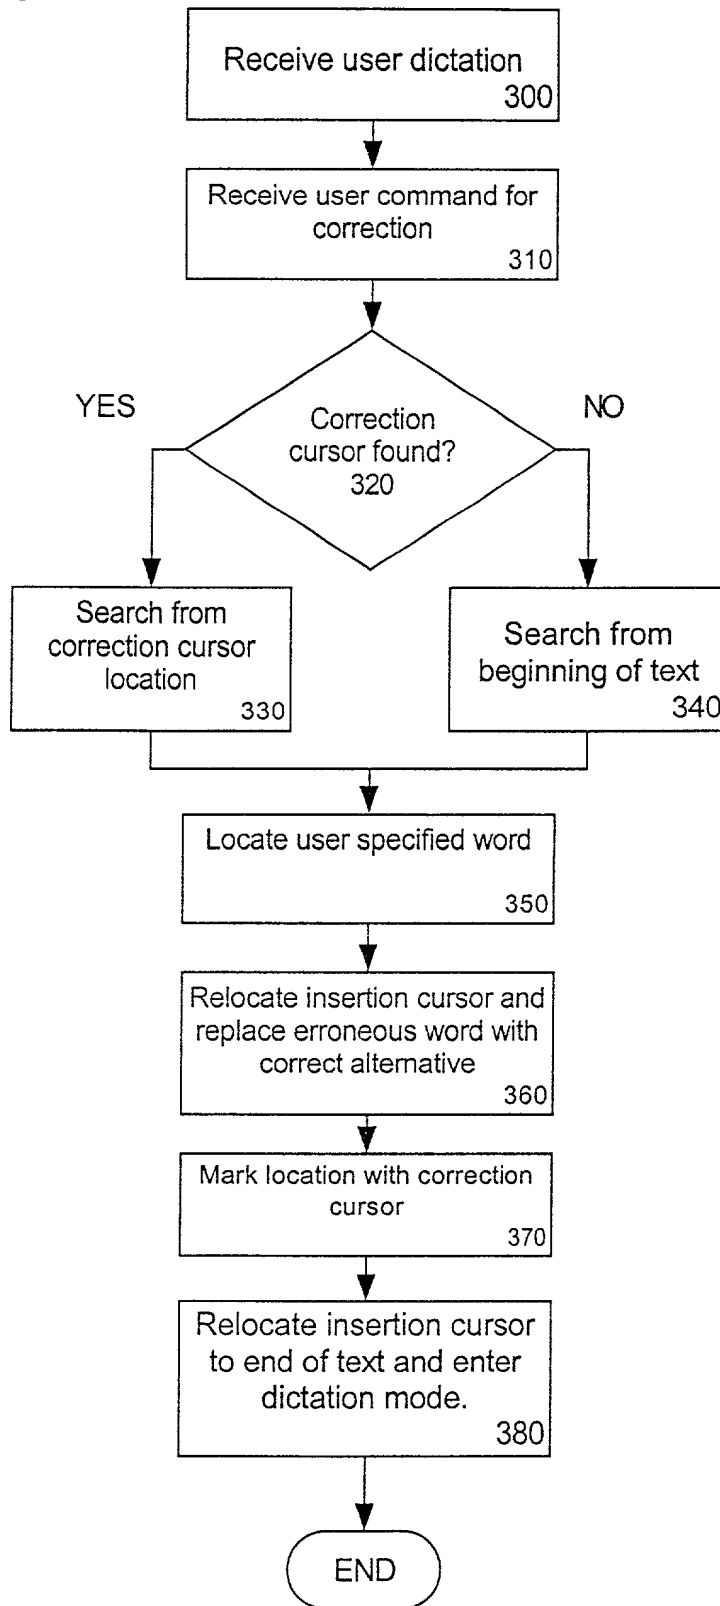 Receive user dictation
300
Receive user command for
correction
310
YES
NO
Correction
cursor found?
320
Search from
correction cursor
location
330
Search from
beginning of text
340
Locate user specified word
350
Relocate insertion cursor and
replace erroneous word with
correct alternative
360
Mark location with correction
cursor
370
Relocate insertion cursor
to end of text and enter
dictation mode.
380
END